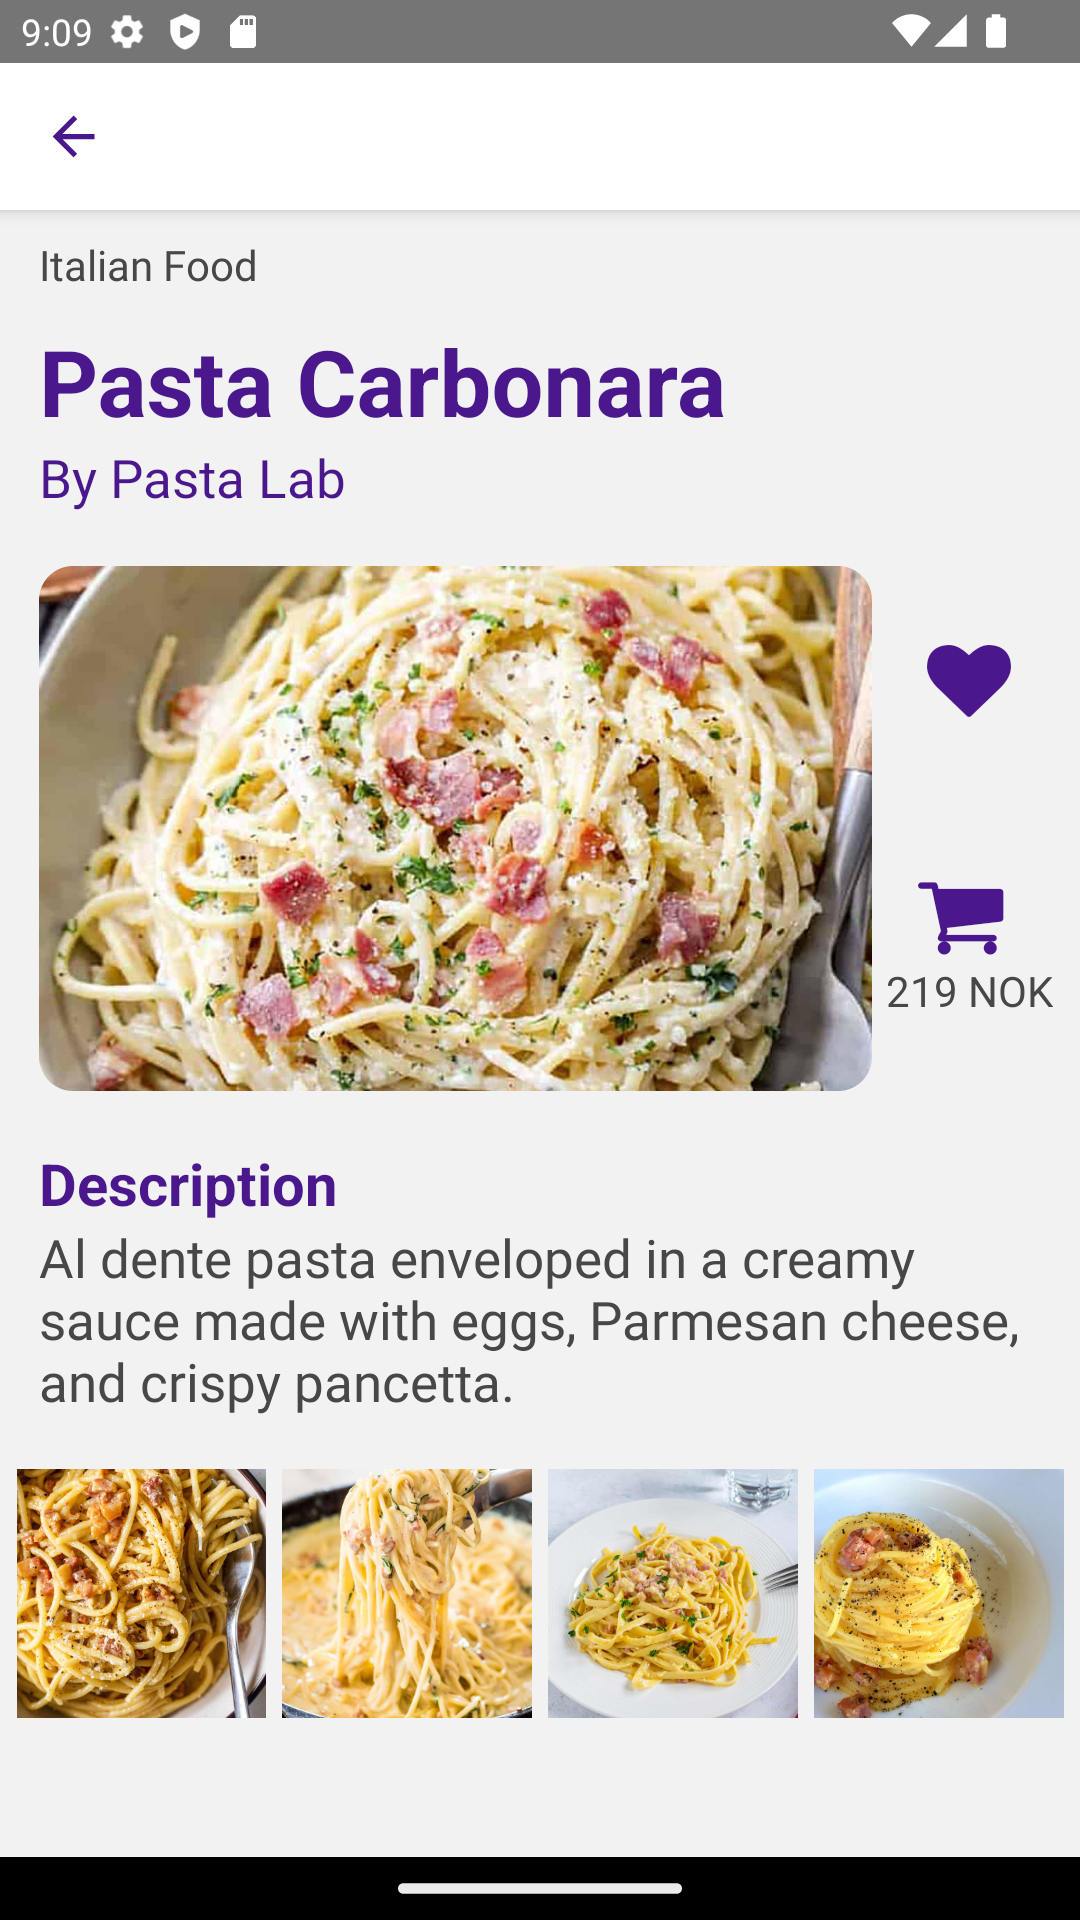 9:09
Italian Food
Pasta Carbonara
By Pasta Lab
219 NOK
Description
Al dente pasta enveloped in a creamy
sauce made with eggs, Parmesan cheese,
and crispy pancetta.